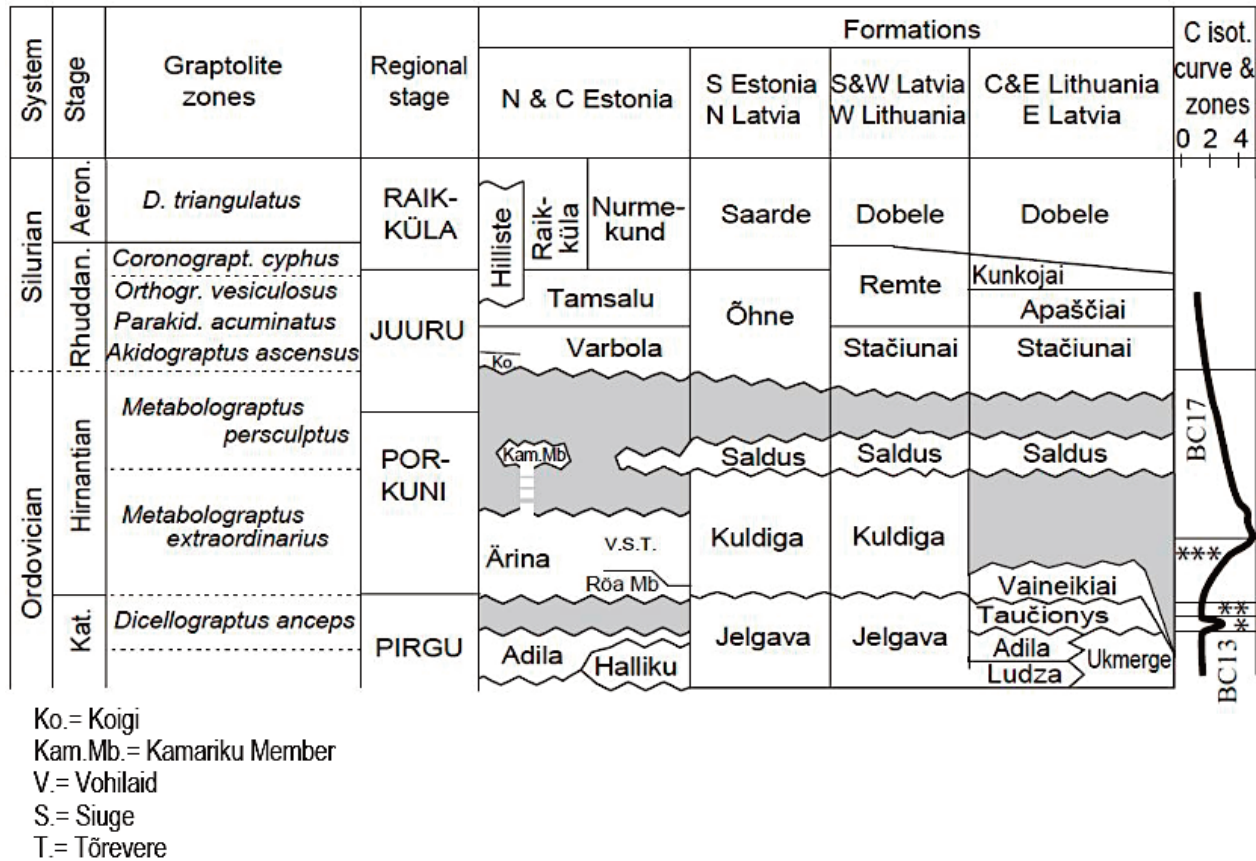 System
Stage
Graptolite
zones
Regional
stage
Formations
N & C Estonia
S Estonia
N Latvia
S&W Latvia
W Lithuania
C&E Lithuania
E Latvia
C isot.
curve &
zones
0 2 4
Silurian
Ordovician
Aeron.
Rhuddan.
Hirnantian
Kat.
D. triangulatus
Coronograpt. cyphus
Orthogr. vesiculosus
Parakid. acuminatus
Akidograptus ascensus
Metabolograptus
persculptus
Metabolograptus
extraordinarius
Dicellograptus anceps
RAIK-
KÜLA
JUURU
POR-
KUNI
PIRGU
Hilliste
Raik-
küla
Nurme-
kund
Tamsalu
Varbola
Ko.
Kam.Mb
Ärina
V.S.T.
Röa Mb
Adila
Halliku
Saarde
Õhne
Saldus
Kuldiga
Jelgava
Dobele
Remte
Stačiunai
Saldus
Kuldiga
Jelgava
Dobele
Kunkojai
Apaščiai
Stačiunai
Saldus
Vaineikiai
Taučionys
Adila
Ludza
Ukmerge
BC17
***
**
*
BC13
Ko.= Koigi
Kam.Mb.= Kamariku Member
V.= Vohilaid
S.= Siuge
T.= Tõrevere